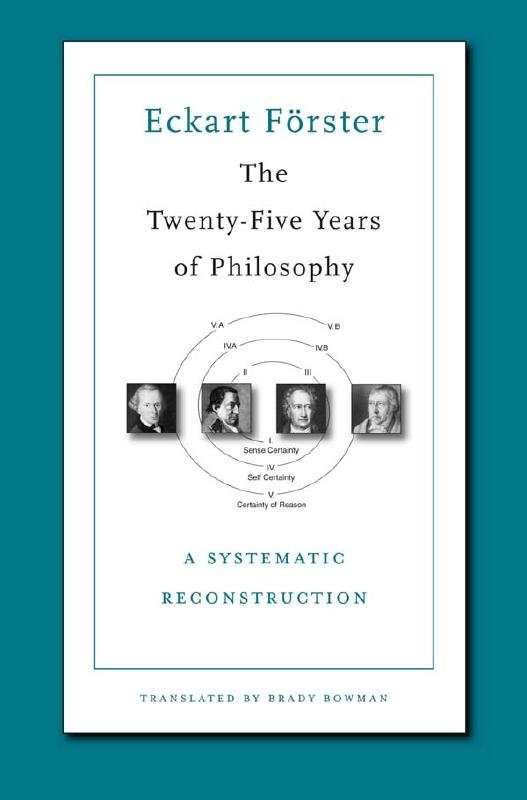 Eckart Förster
The
Twenty-Five Years
of Philosophy
V.A V.B
IV.A IV.B
II III
I.
Sense Certainty
IV.
Self Certainty
V.
Certainty of Reason
A SYSTEMATIC
RECONSTRUCTION
TRANSLATED BY BRADY BOWMAN